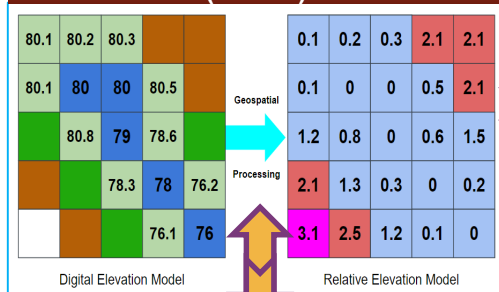 80.1 80.2 80.3
80.1 80 80 80.5
80.8 79 78.6
78.3 78 76.2
76.1 76
Digital Elevation Model
Geospatial
Processing
0.1 0.2 0.3 2.1 2.1
0.1 0 0 0.5 2.1
1.2 0.8 0 0.6 1.5
2.1 1.3 0.3 0 0.2
3.1 2.5 1.2 0.1 0
Relative Elevation Model